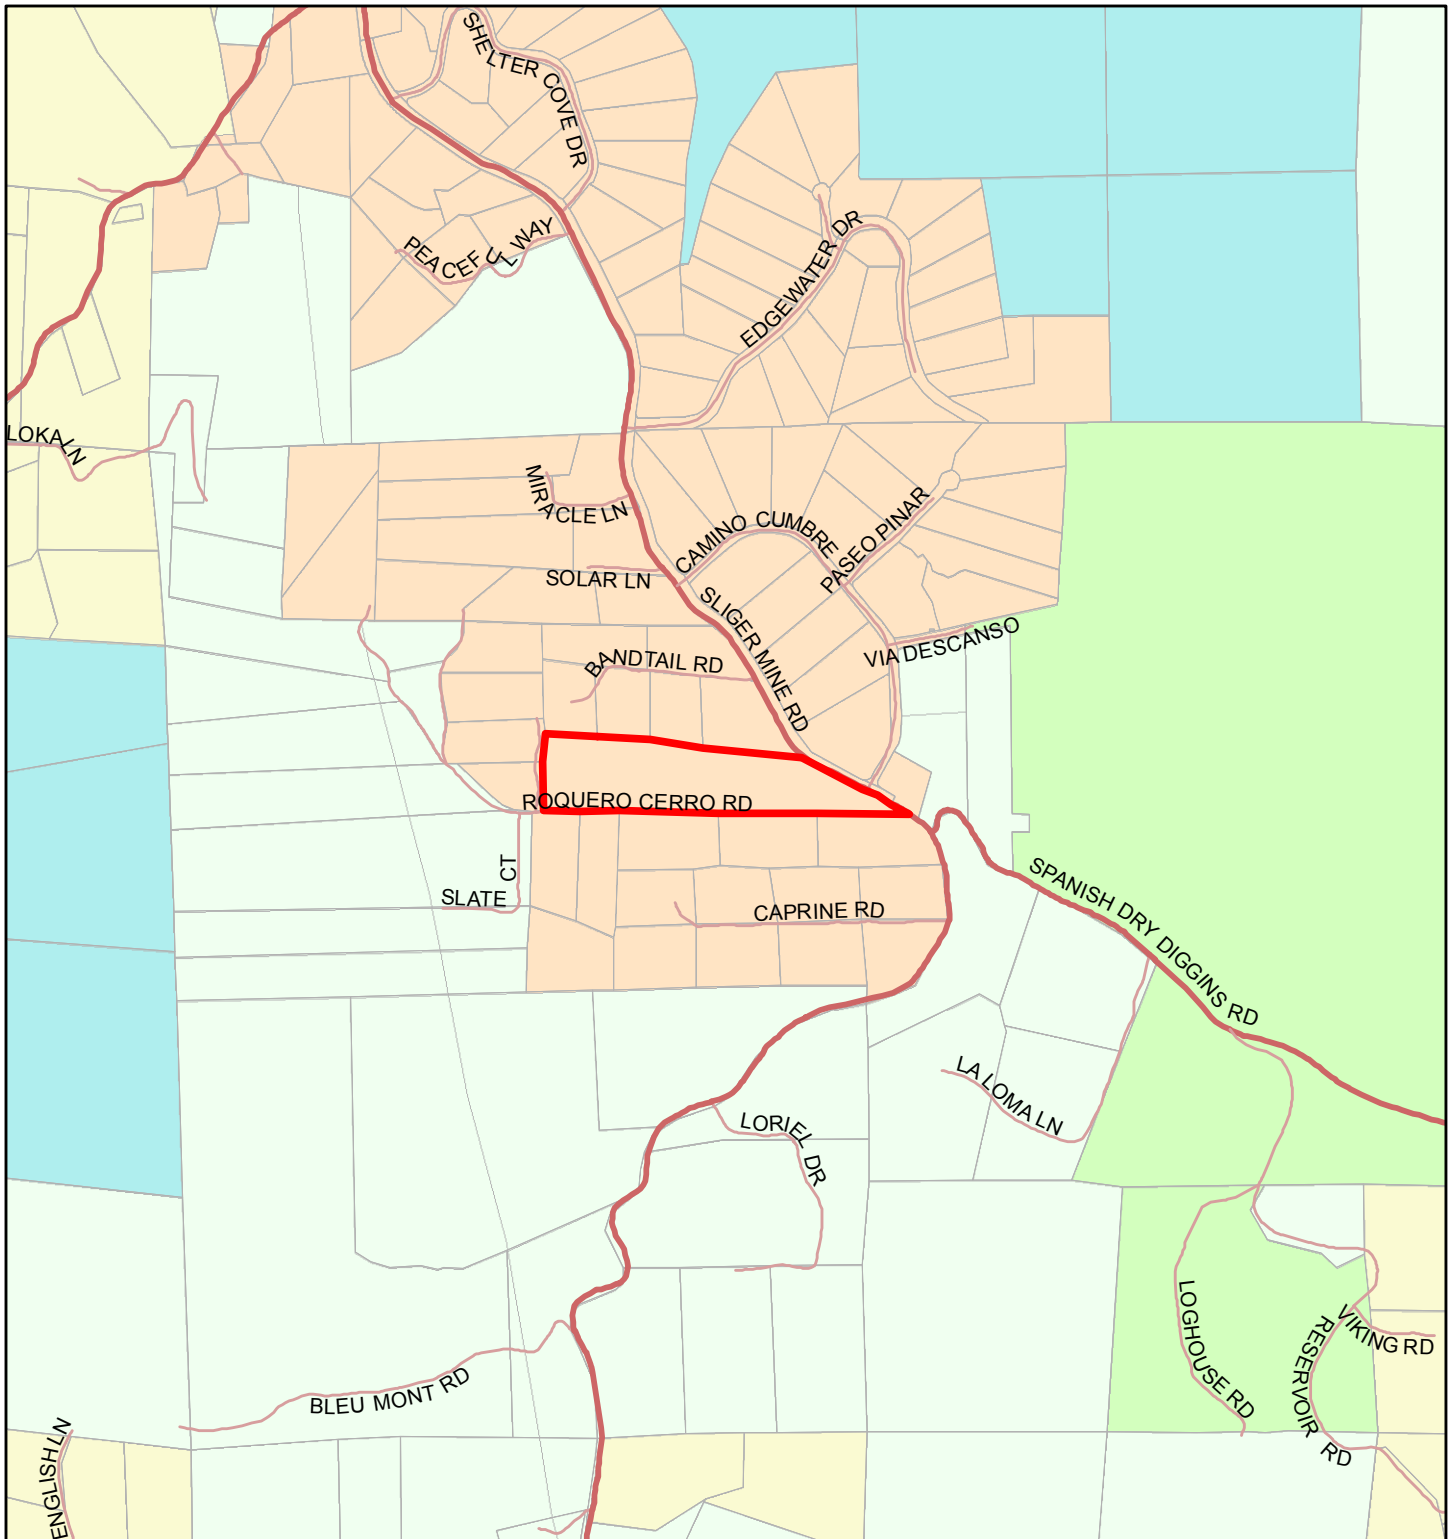 SHELTER COVE DR
PEACEFUL WAY
EDGEWATER DR
LOKA LN
MIRACLE LN
CAMINO CUMBRE
PASEO PINAR
SOLAR LN
SLIGER MINE RD
VIA DESCANSO
BANDTAIL RD
ROQUERO CERRO RD
SLATE CT
CAPRINE RD
SPANISH DRY DIGGINS RD
LA LOMA LN
LORIEL DR
LOGHOUSE RD
VIKING RD
RESERVOIR RD
BLEU MONT RD
ENGLISH LN